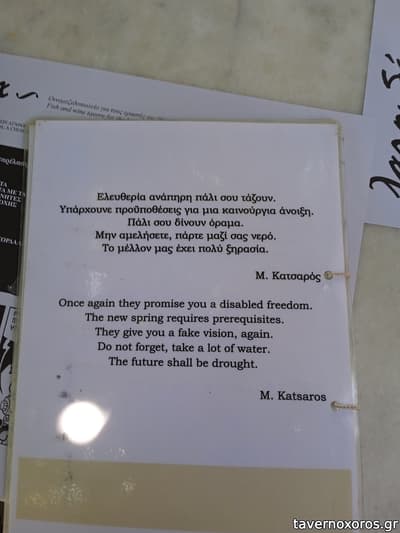 Ελευθερία ανάπηρη πάλι σου τάζουν.
Υπάρχουνε προϋποθέσεις για μια καινούργια άνοιξη.
Πάλι σου δίνουν όραμα.
Μην αμελήσετε, πάρτε μαζί σας νερό.
Το μέλλον μας έχει πολύ ξηρασία.
Μ. Κατσαρός
Once again they promise you a disabled freedom.
The new spring requires prerequisites.
They give you a fake vision, again.
Do not forget, take a lot of water.
The future shall be drought.
M. Katsaros
tavernoxoros.gr